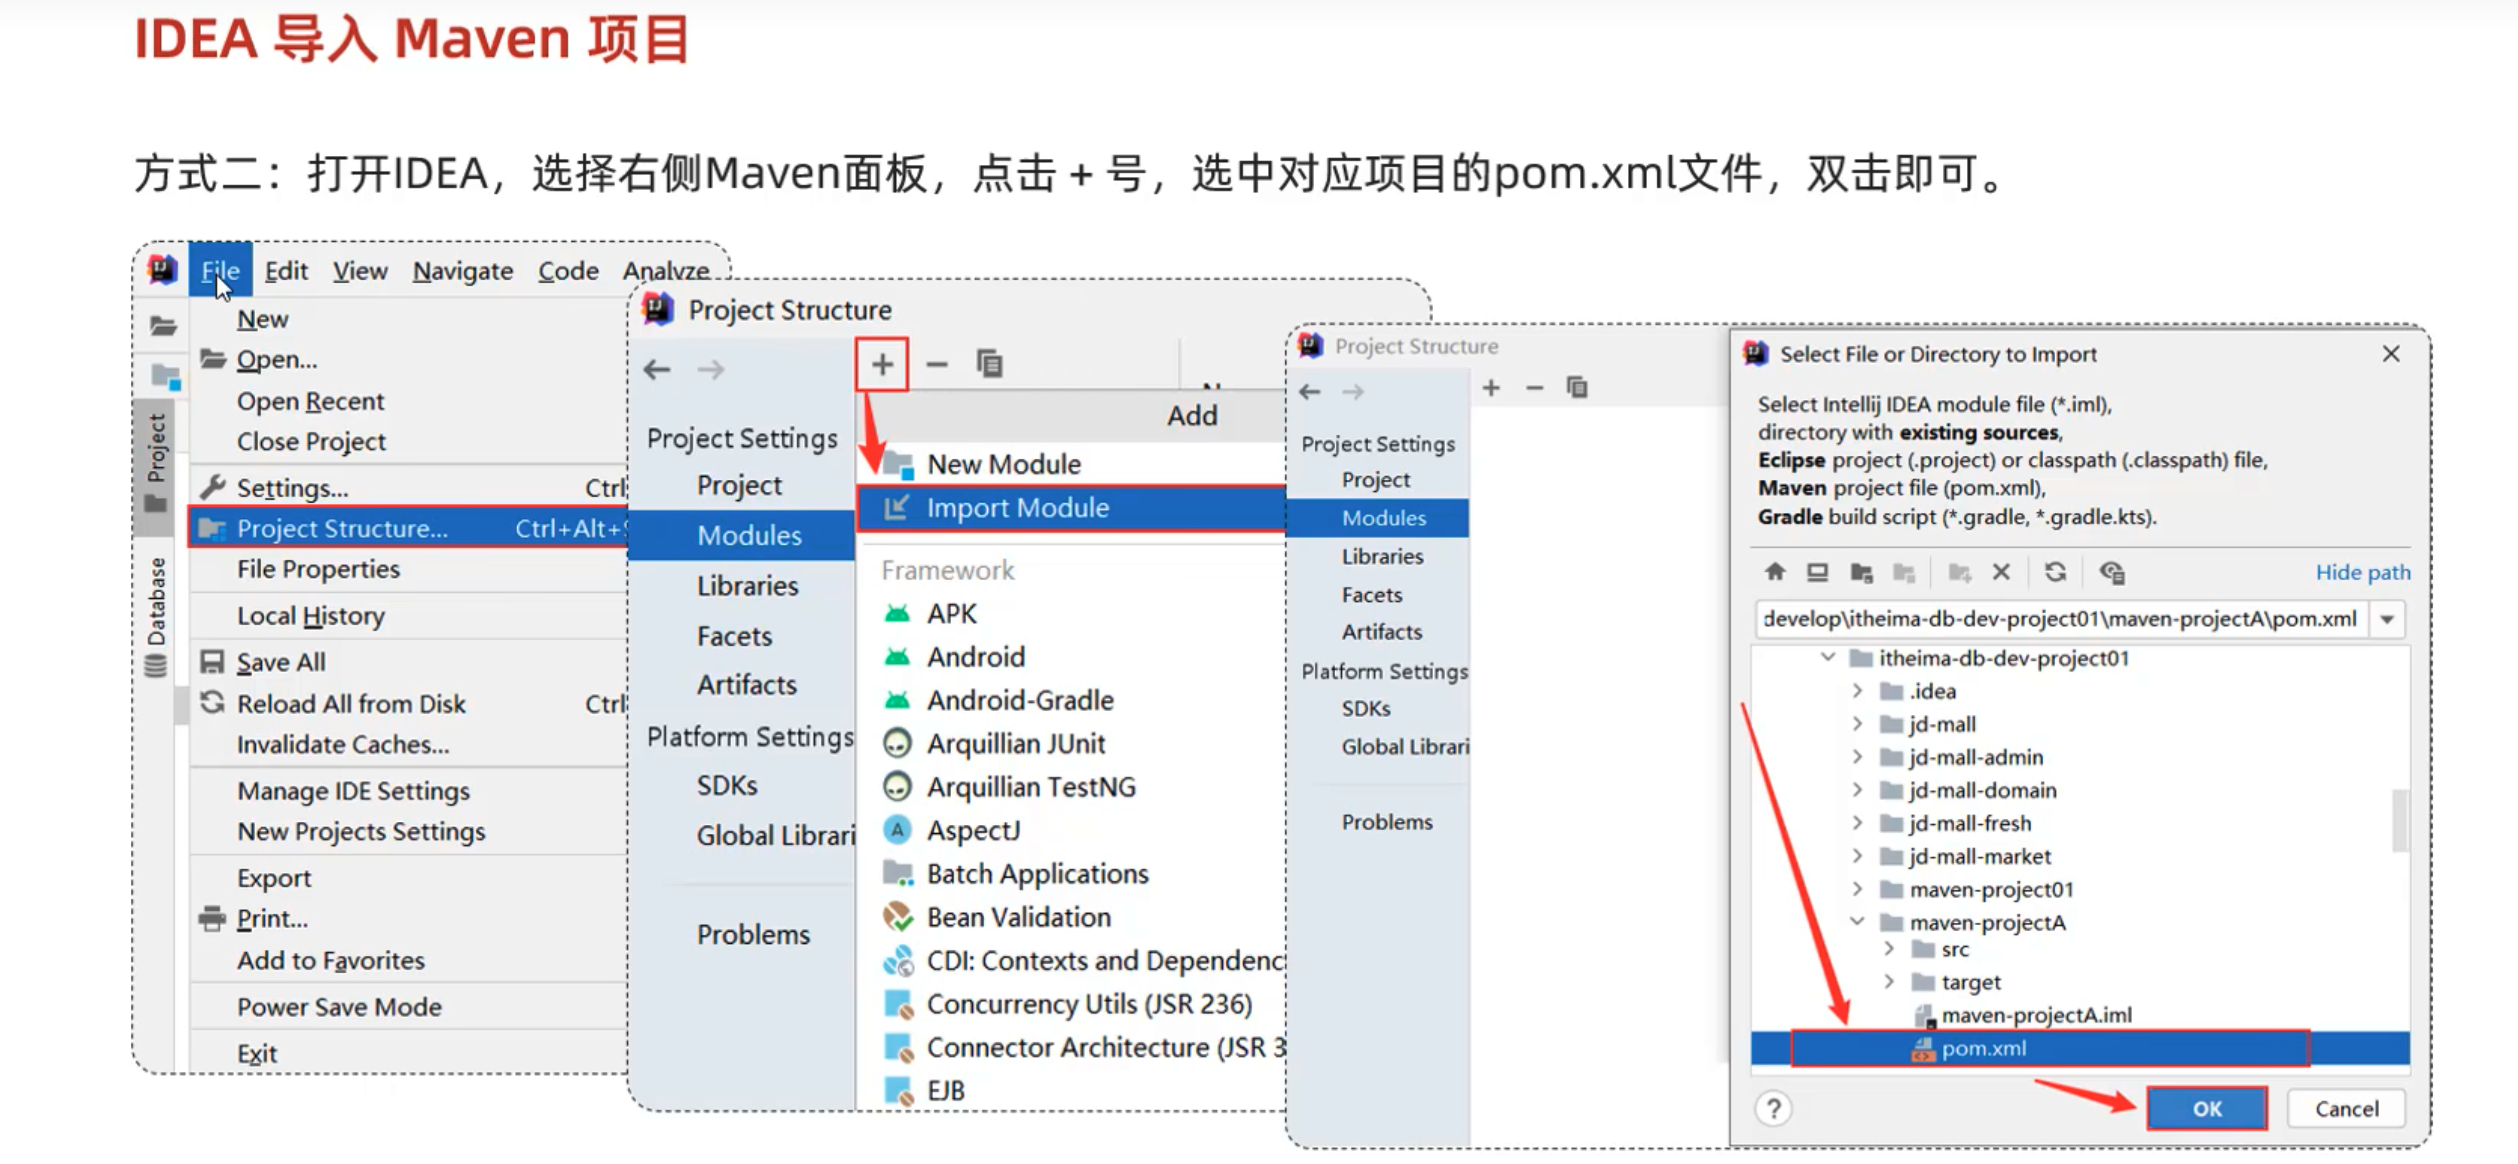 IDEA 导入 Maven 项目
方式二：打开IDEA，选择右侧Maven面板，点击 + 号，选中对应项目的pom.xml文件，双击即可。
File Edit View Navigate Code Analyze
New
Open...
Open Recent
Close Project
Settings... Ctrl
Project Structure... Ctrl+Alt+S
File Properties
Local History
Save All
Reload All from Disk Ctrl
Invalidate Caches...
Manage IDE Settings
New Projects Settings
Export
Print...
Add to Favorites
Power Save Mode
Exit
Project
Database
Project Structure
Project Settings
Project
Modules
Libraries
Facets
Artifacts
Platform Settings
SDKs
Global Librari
Problems
Add
New Module
Import Module
Framework
APK
Android
Android-Gradle
Arquillian JUnit
Arquillian TestNG
AspectJ
Batch Applications
Bean Validation
CDI: Contexts and Dependenc
Concurrency Utils (JSR 236)
Connector Architecture (JSR 3
EJB
Project Structure
Project Settings
Project
Modules
Libraries
Facets
Artifacts
Platform Settings
SDKs
Global Librari
Problems
Select File or Directory to Import
Select Intellij IDEA module file (*.iml),
directory with existing sources,
Eclipse project (.project) or classpath (.classpath) file,
Maven project file (pom.xml),
Gradle build script (*.gradle, *.gradle.kts).
Hide path
develop\itheima-db-dev-project01\maven-projectA\pom.xml
itheima-db-dev-project01
.idea
jd-mall
jd-mall-admin
jd-mall-domain
jd-mall-fresh
jd-mall-market
maven-project01
maven-projectA
src
target
maven-projectA.iml
pom.xml
? OK Cancel